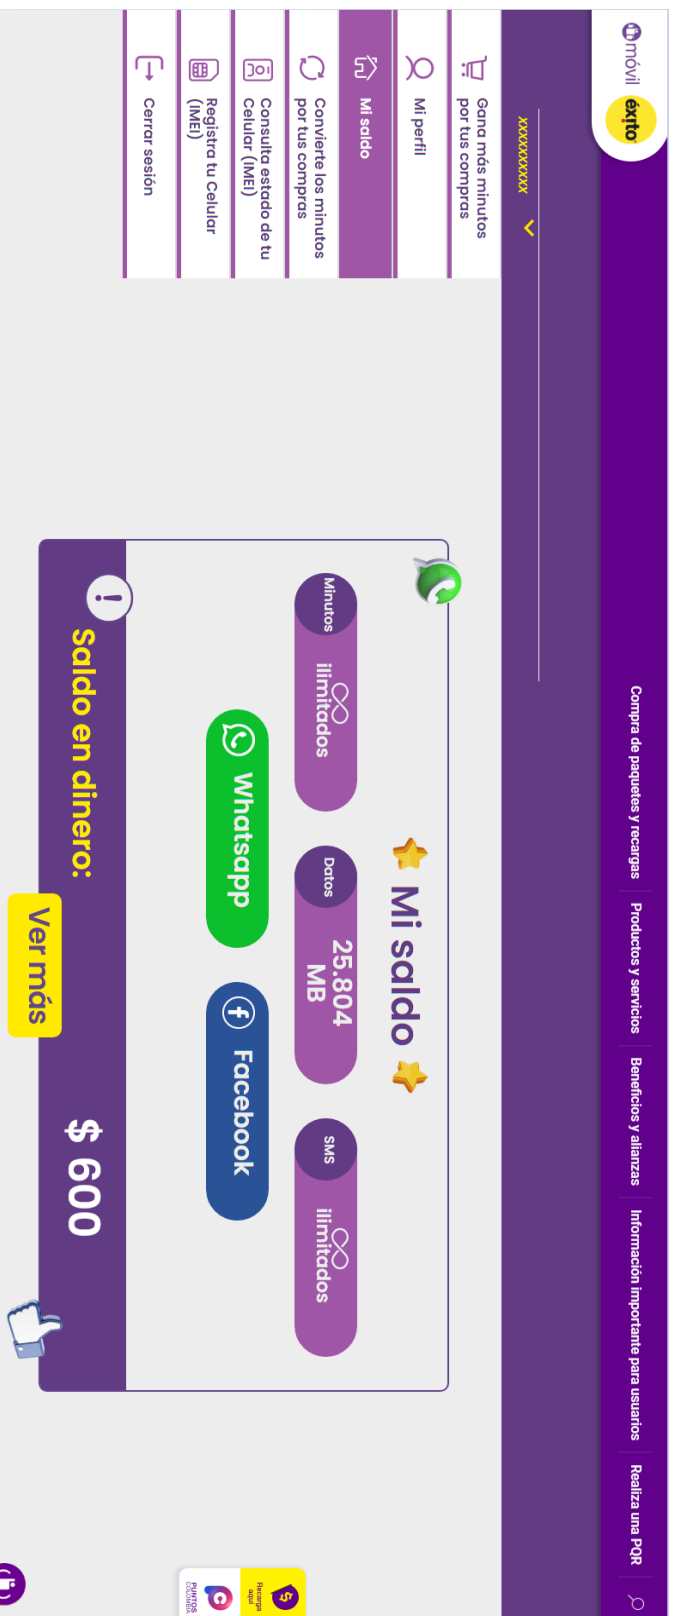 móvil éxito
Compra de paquetes y recargas
Productos y servicios
Beneficios y alianzas
Información importante para usuarios
Realiza una PQR
xxxxxxxxxx
Gana más minutos
por tus compras
Mi perfil
Mi saldo
Convierte los minutos
por tus compras
Consulta estado de tu
Celular (IMEI)
Registra tu Celular
(IMEI)
Cerrar sesión
Mi saldo
Minutos
ilimitados
Datos
25.804
MB
SMS
ilimitados
Whatsapp
Facebook
Saldo en dinero:
$ 600
Ver más
Recarga
aquí
PUNTOS
COLOMBIA